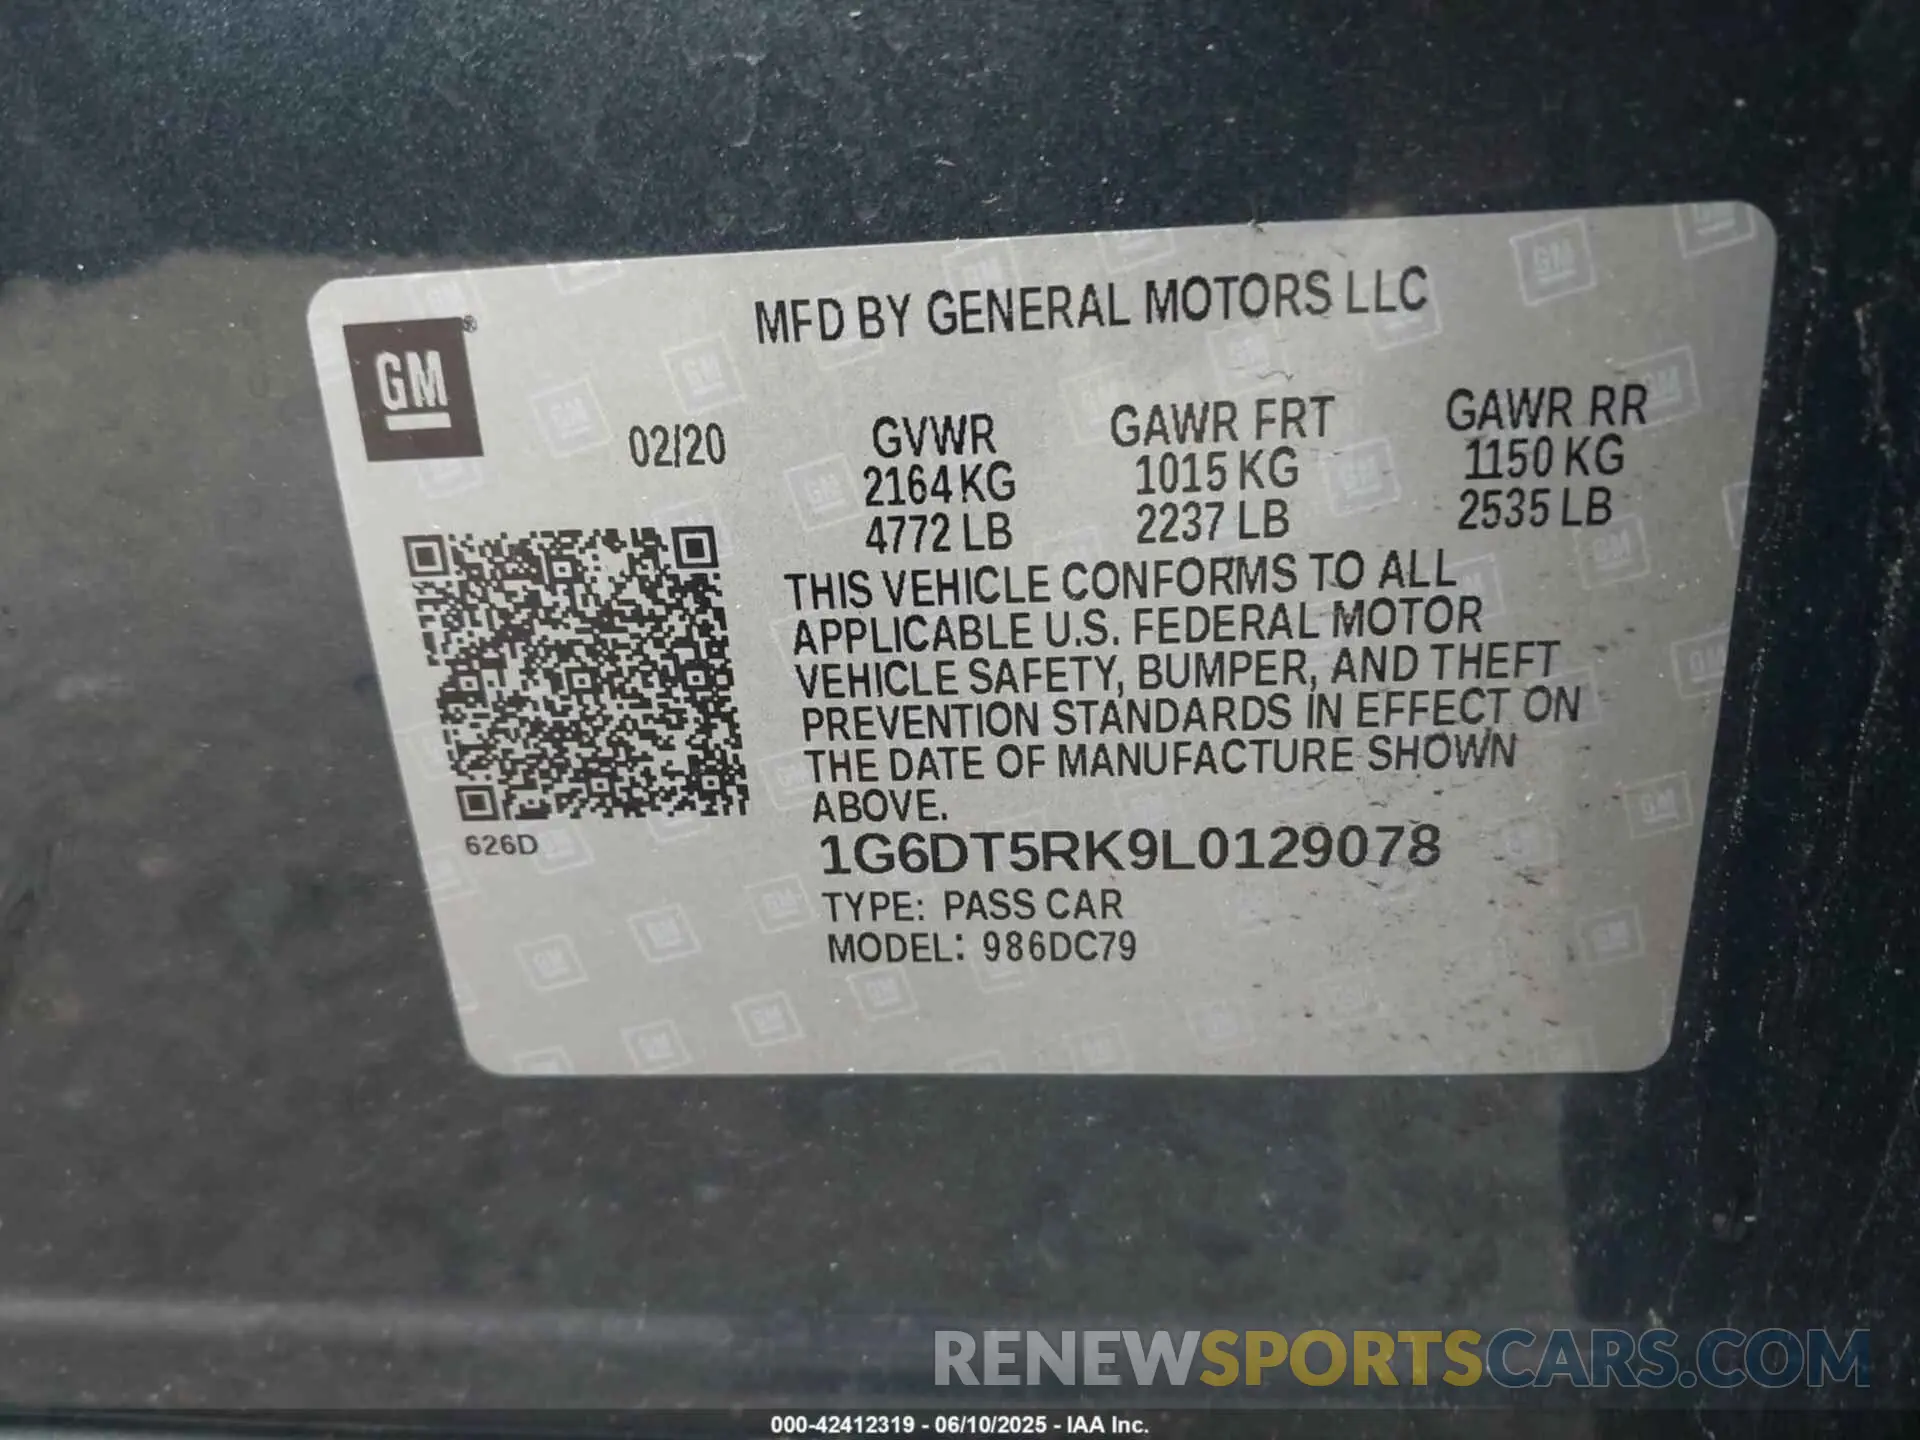 MFD BY GENERAL MOTORS LLC
GM®
02/20
GVWR
2164 KG
4772 LB
GAWR FRT
1015 KG
2237 LB
GAWR RR
1150 KG
2535 LB
THIS VEHICLE CONFORMS TO ALL
APPLICABLE U.S. FEDERAL MOTOR
VEHICLE SAFETY, BUMPER, AND THEFT
PREVENTION STANDARDS IN EFFECT ON
THE DATE OF MANUFACTURE SHOWN
ABOVE.
626D
1G6DT5RK9L0129078
TYPE: PASS CAR
MODEL: 986DC79
RENEWSPORTSCARS.COM
000-42412319 - 06/10/2025 - IAA Inc.